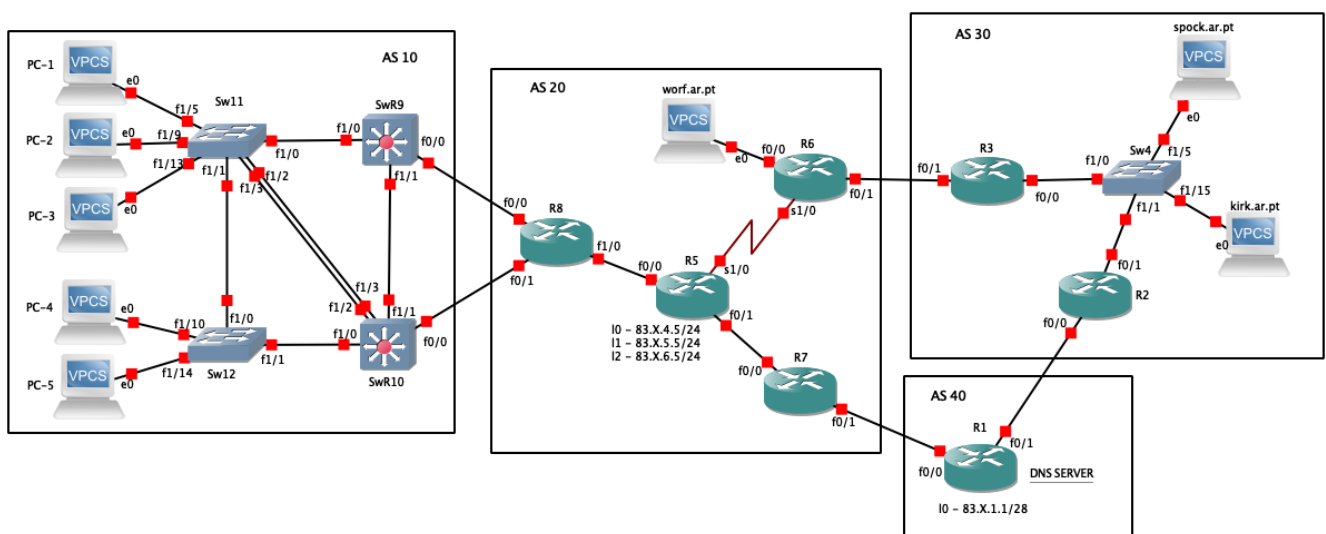 AS 10
PC-1
VPCS
e0
f1/5
Sw11
PC-2
VPCS
e0
f1/9
f1/13
f1/1
f1/0
f1/2
f1/3
PC-3
VPCS
e0
SwR9
f1/0
f0/0
f1/1
PC-4
VPCS
e0
f1/10
f1/0
PC-5
VPCS
e0
f1/14
Sw12
f1/1
f1/3
f1/2
f1/0
f1/1
f0/0
SwR10
AS 20
worf.ar.pt
VPCS
e0
f0/0
R6
f0/1
s1/0
f0/0
R8
f0/1
f1/0
f0/0
R5
s1/0
f0/1
l0 - 83.X.4.5/24
l1 - 83.X.5.5/24
l2 - 83.X.6.5/24
f0/0
R7
f0/1
AS 30
spock.ar.pt
VPCS
e0
f1/5
R3
f0/1
f0/0
f1/0
Sw4
f1/1
f1/15
kirk.ar.pt
VPCS
e0
f0/1
R2
f0/0
AS 40
R1
f0/1
f0/0
DNS SERVER
l0 - 83.X.1.1/28